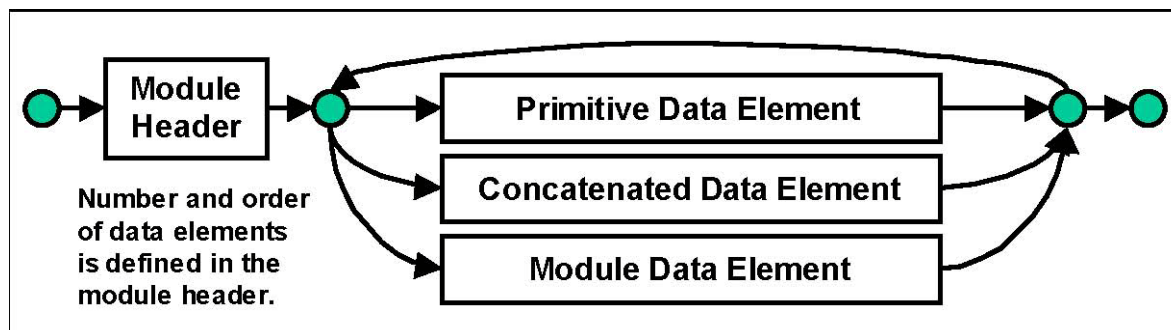 Module
Header
Primitive Data Element
Concatenated Data Element
Module Data Element
Number and order
of data elements
is defined in the
module header.